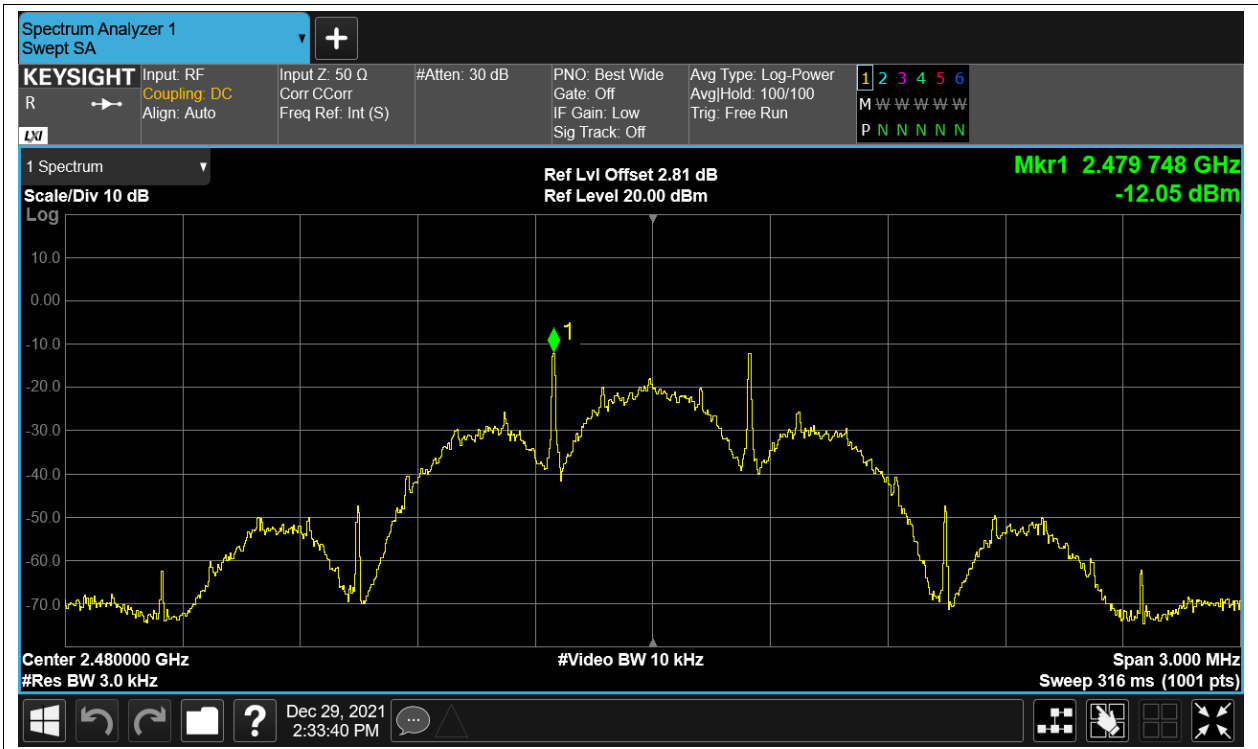 Spectrum Analyzer 1
Swept SA
KEYSIGHT
R
LXI
Input: RF
Coupling: DC
Align: Auto
Input Z: 50 Ω
Corr CCorr
Freq Ref: Int (S)
#Atten: 30 dB
PNO: Best Wide
Gate: Off
IF Gain: Low
Sig Track: Off
Avg Type: Log-Power
Avg|Hold: 100/100
Trig: Free Run
1 2 3 4 5 6
M W W W W W W
P N N N N N N
1 Spectrum
Scale/Div 10 dB
Log
Ref Lvl Offset 2.81 dB
Ref Level 20.00 dBm
Mkr1 2.479 748 GHz
-12.05 dBm
10.0
0.00
1
-10.0
-20.0
-30.0
-40.0
-50.0
-60.0
-70.0
Center 2.480000 GHz
#Res BW 3.0 kHz
#Video BW 10 kHz
Span 3.000 MHz
Sweep 316 ms (1001 pts)
Dec 29, 2021
2:33:40 PM